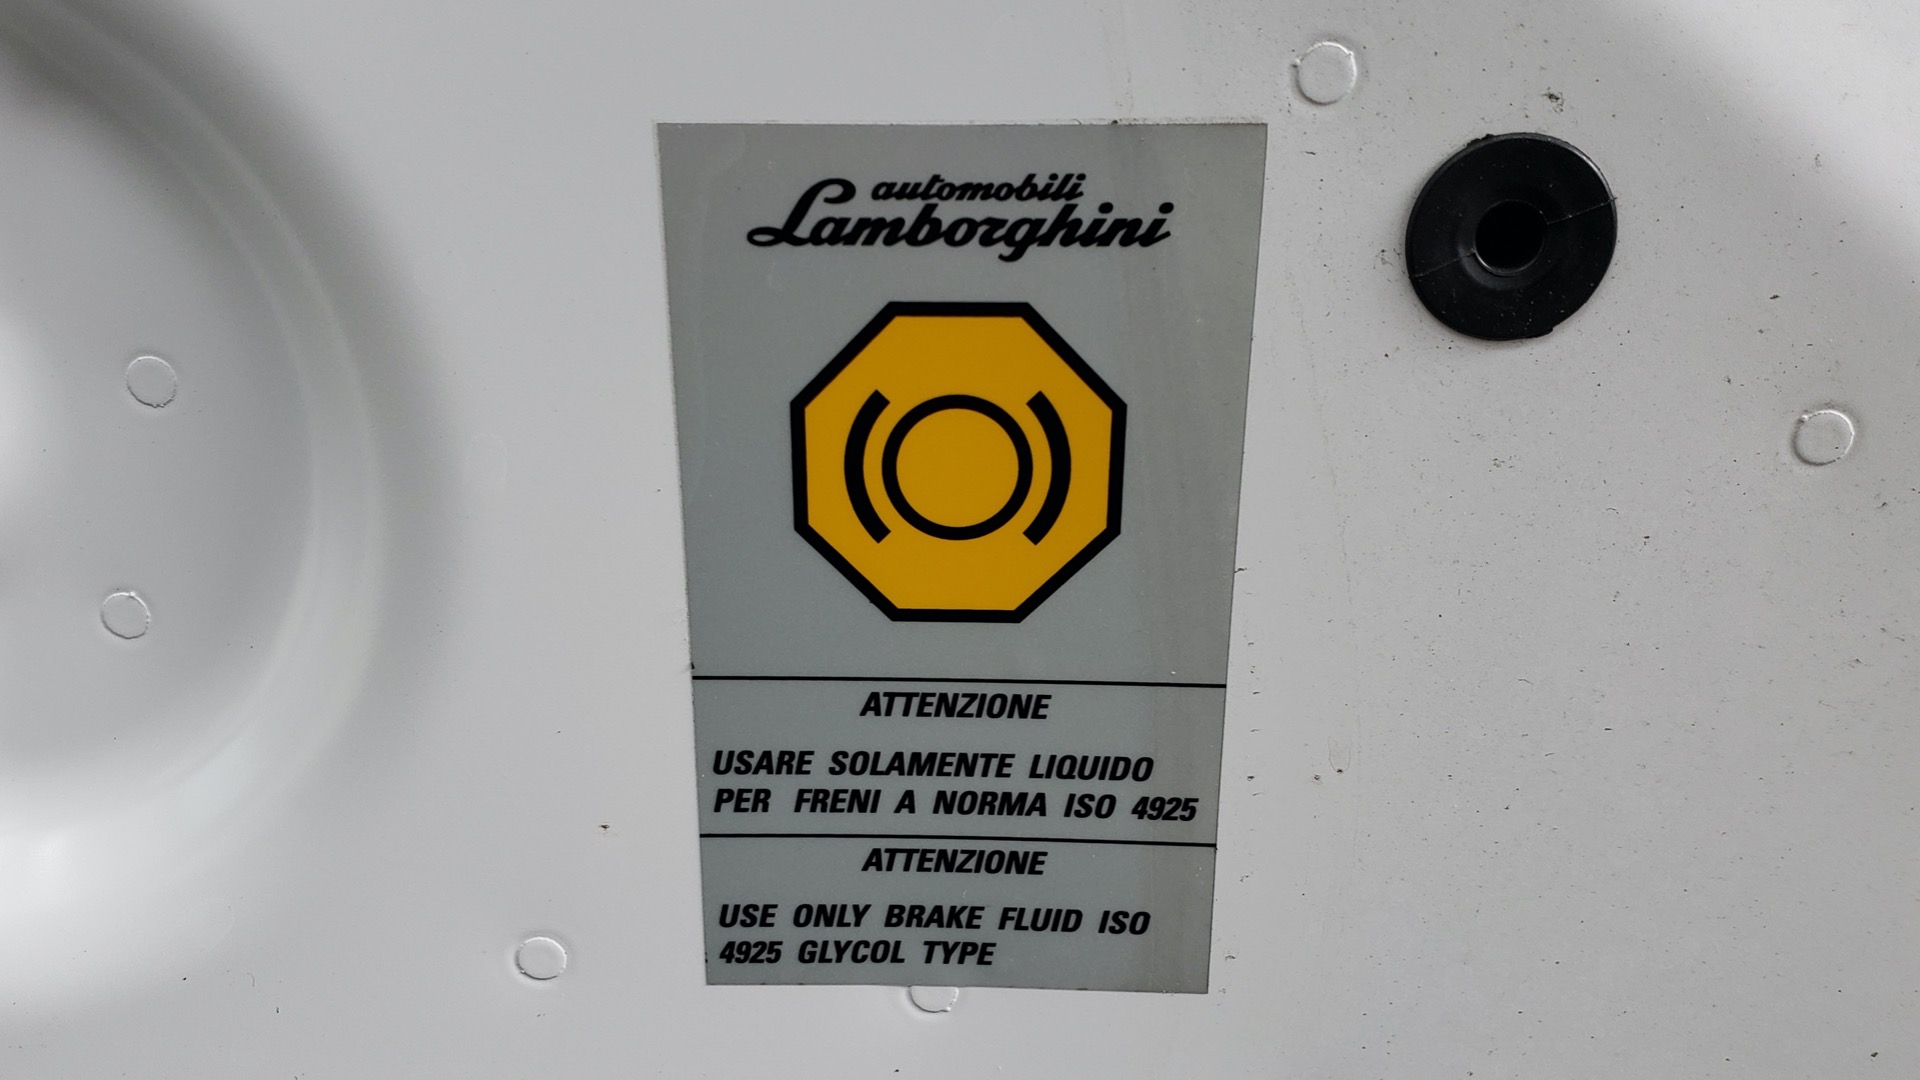 automobili
Lamborghini
ATTENZIONE
USARE SOLAMENTE LIQUIDO
PER FRENI A NORMA ISO 4925
ATTENZIONE
USE ONLY BRAKE FLUID ISO
4925 GLYCOL TYPE